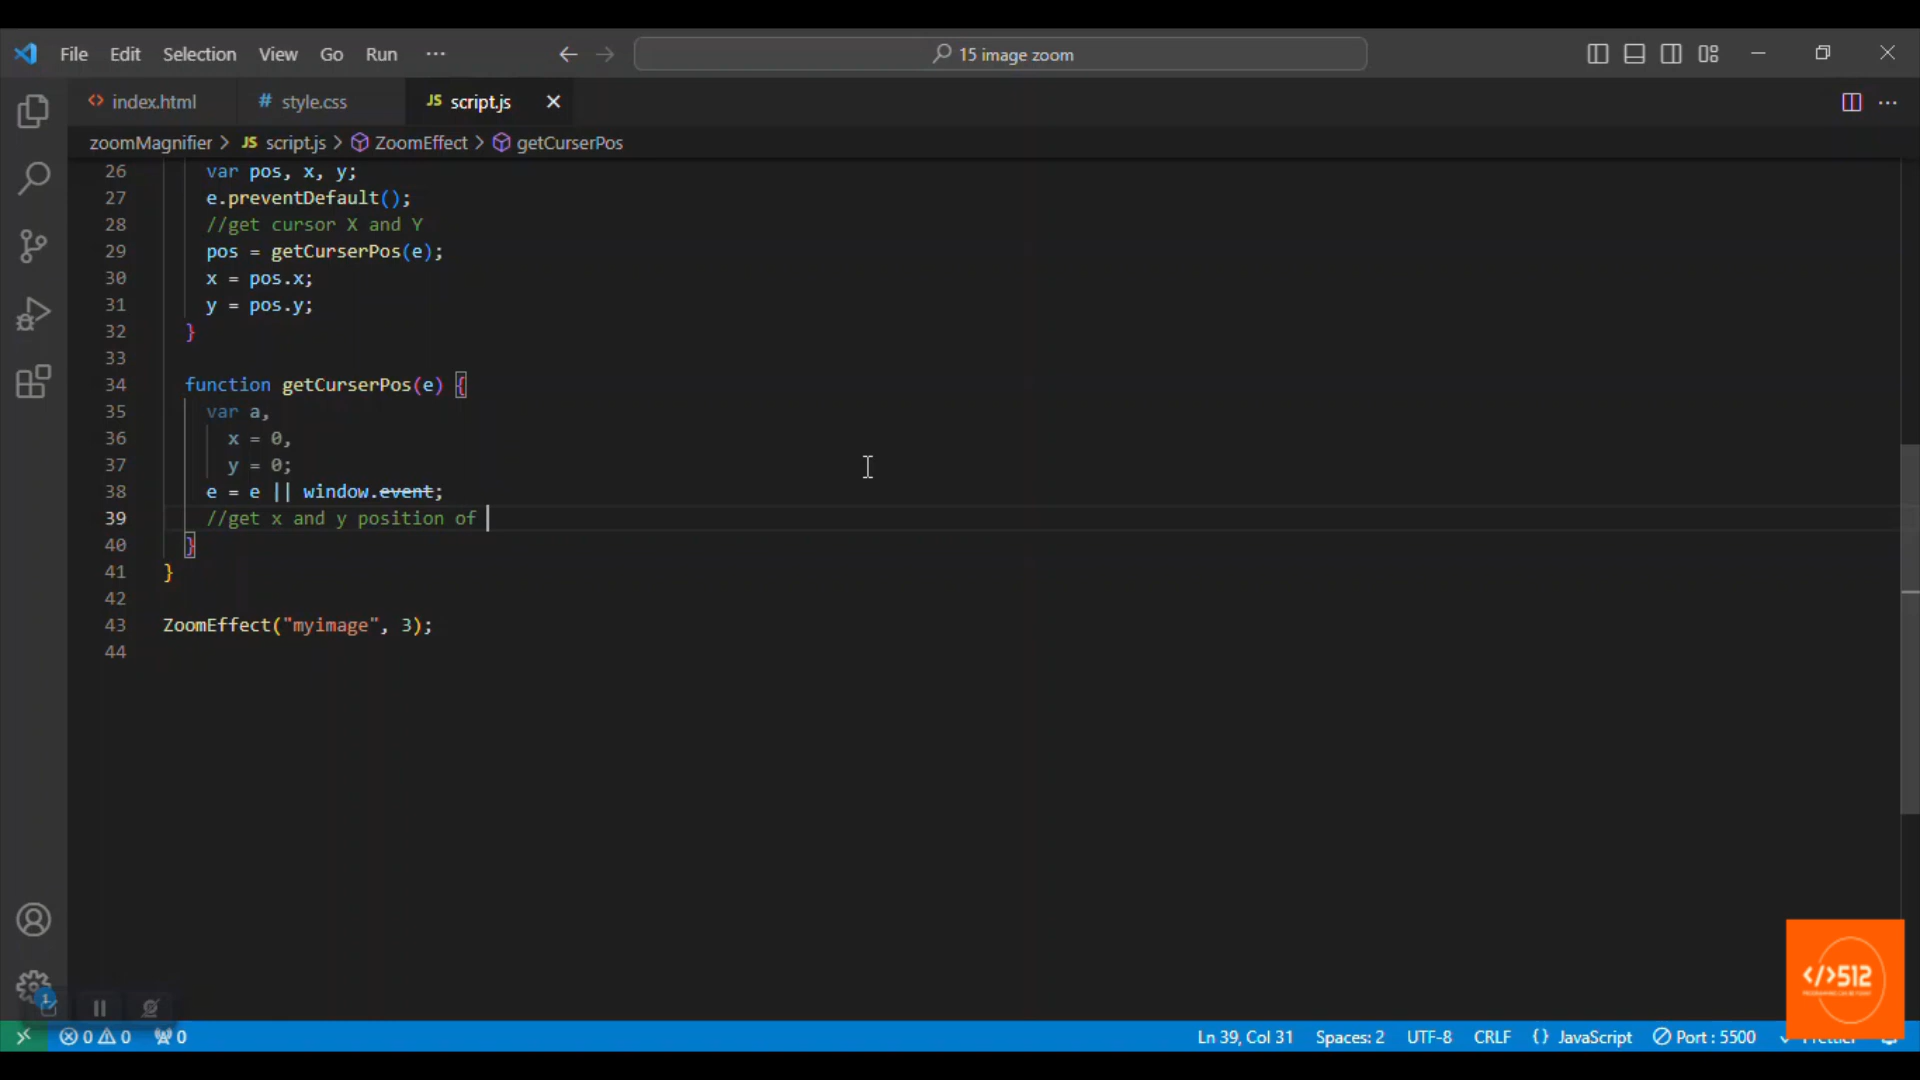 File Edit Selection View Go Run ··· 15 image zoom
index.html # style.css JS script.js
zoomMagnifier > JS script.js > ZoomEffect > getCurserPos
26 var pos, x, y;
27 e.preventDefault();
28 //get cursor X and Y
29 pos = getCurserPos(e);
30 x = pos.x;
31 y = pos.y;
32 }
33
34 function getCurserPos(e) {
35 var a,
36 x = 0,
37 y = 0;
38 e = e || window.event;
39 //get x and y position of
40 }
41 }
42
43 ZoomEffect("myimage", 3);
44
1
</>512
0 0 0 Ln 39, Col 31 Spaces: 2 UTF-8 CRLF {} JavaScript Port : 5500